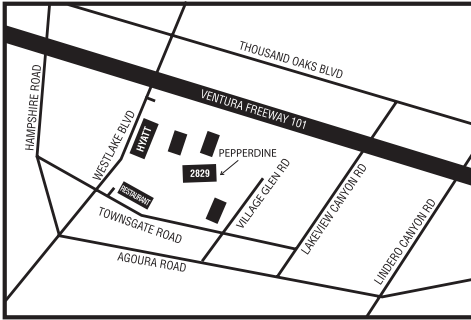 THOUSAND OAKS BLVD
VENTURA FREEWAY 101
HAMPSHIRE ROAD
WESTLAKE BLVD
HYATT
PEPPERDINE
2829
RESTAURANT
VILLAGE GLEN RD
LAKEVIEW CANYON RD
LINDERO CANYON RD
TOWNSGATE ROAD
AGOURA ROAD